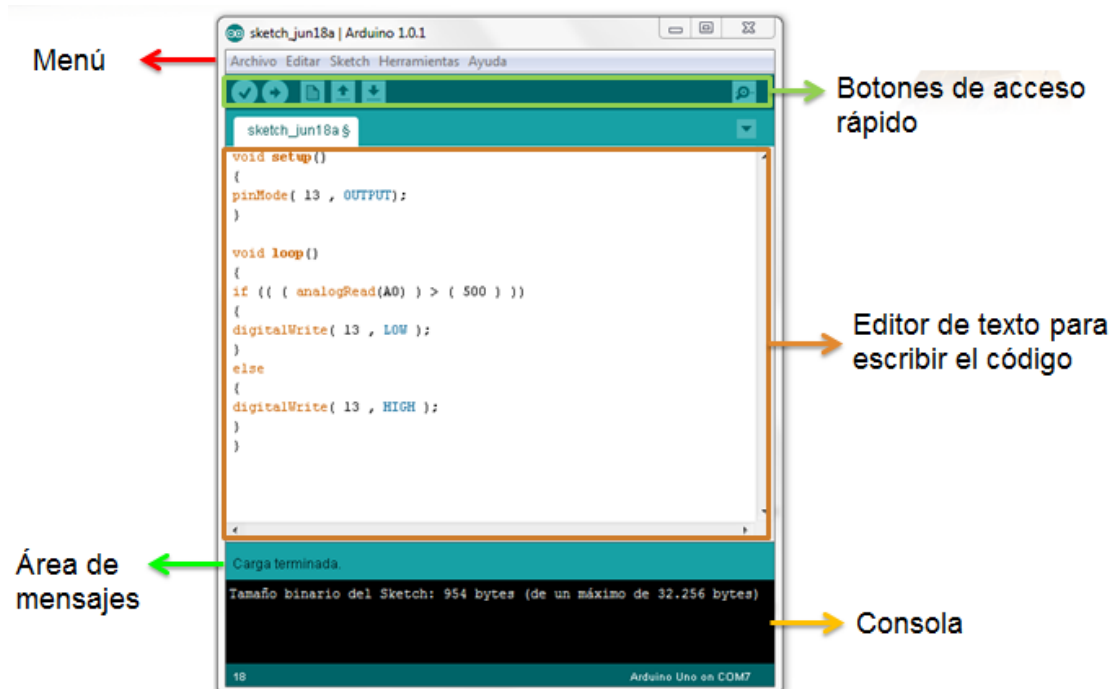 sketch_jun18a | Arduino 1.0.1
Menú
Archivo Editar Sketch Herramientas Ayuda
Botones de acceso
rápido
sketch_jun18a §
void setup()
{
pinMode( 13 , OUTPUT);
}
void loop()
{
if (( ( analogRead(A0) ) > ( 500 ) ))
{
digitalWrite( 13 , LOW );
}
else
{
digitalWrite( 13 , HIGH );
}
}
Editor de texto para
escribir el código
Área de
mensajes
Carga terminada.
Tamaño binario del Sketch: 954 bytes (de un máximo de 32.256 bytes)
Consola
18
Arduino Uno on COM7